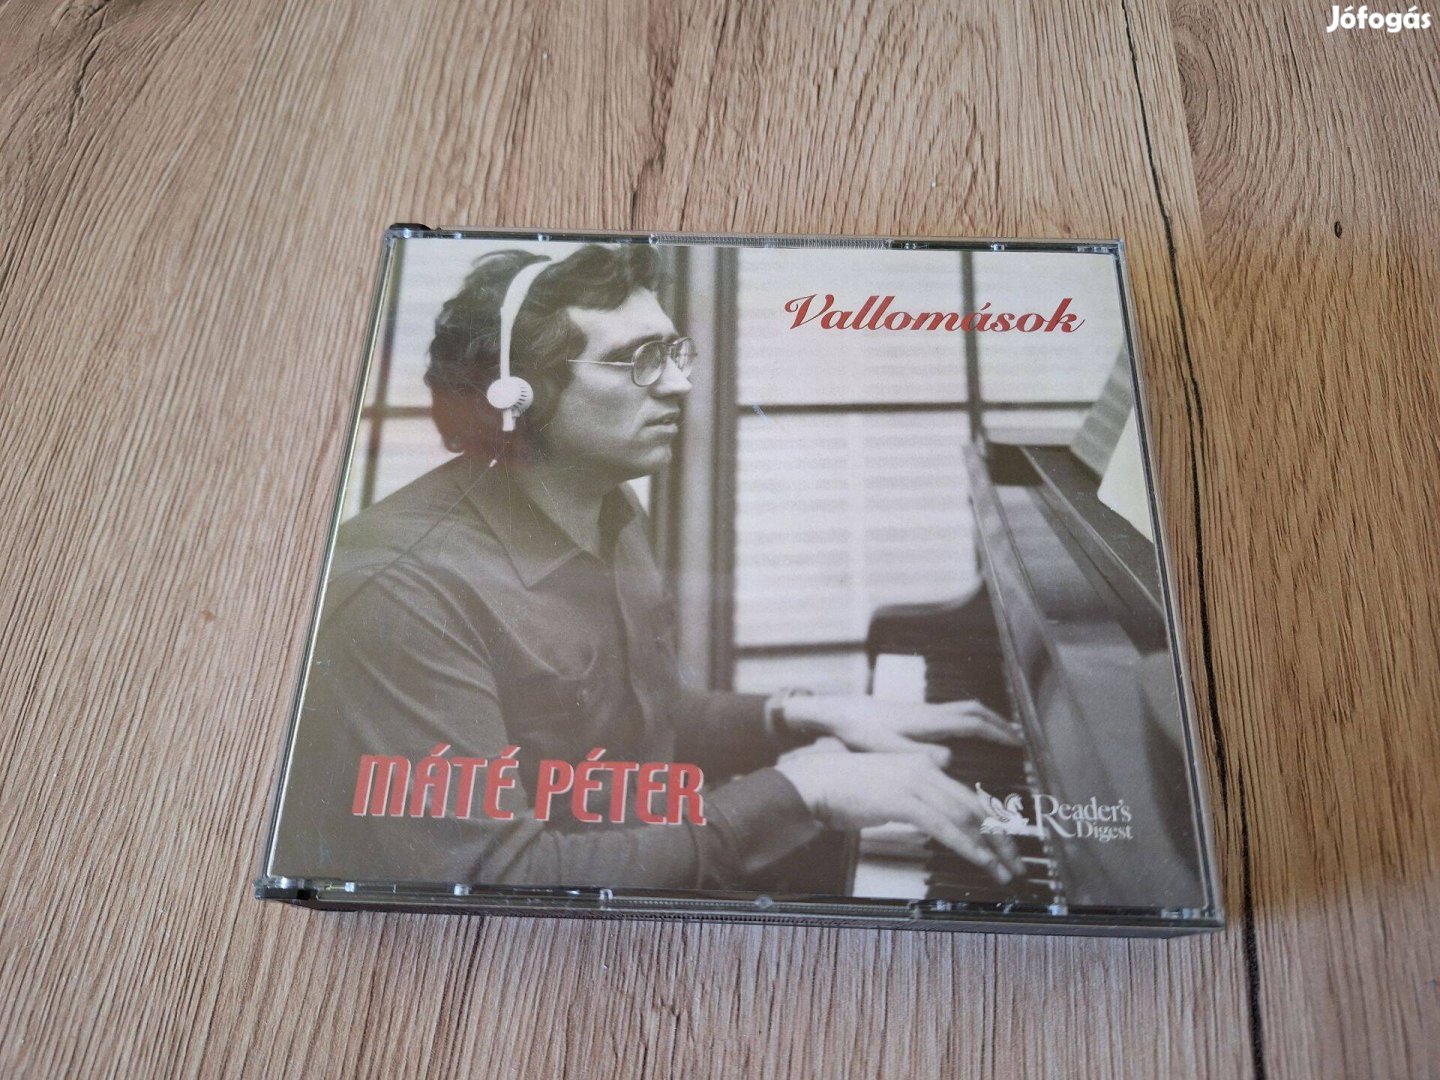 Jófogás
Vallomások
MÁTÉ PÉTER
Reader's
Digest